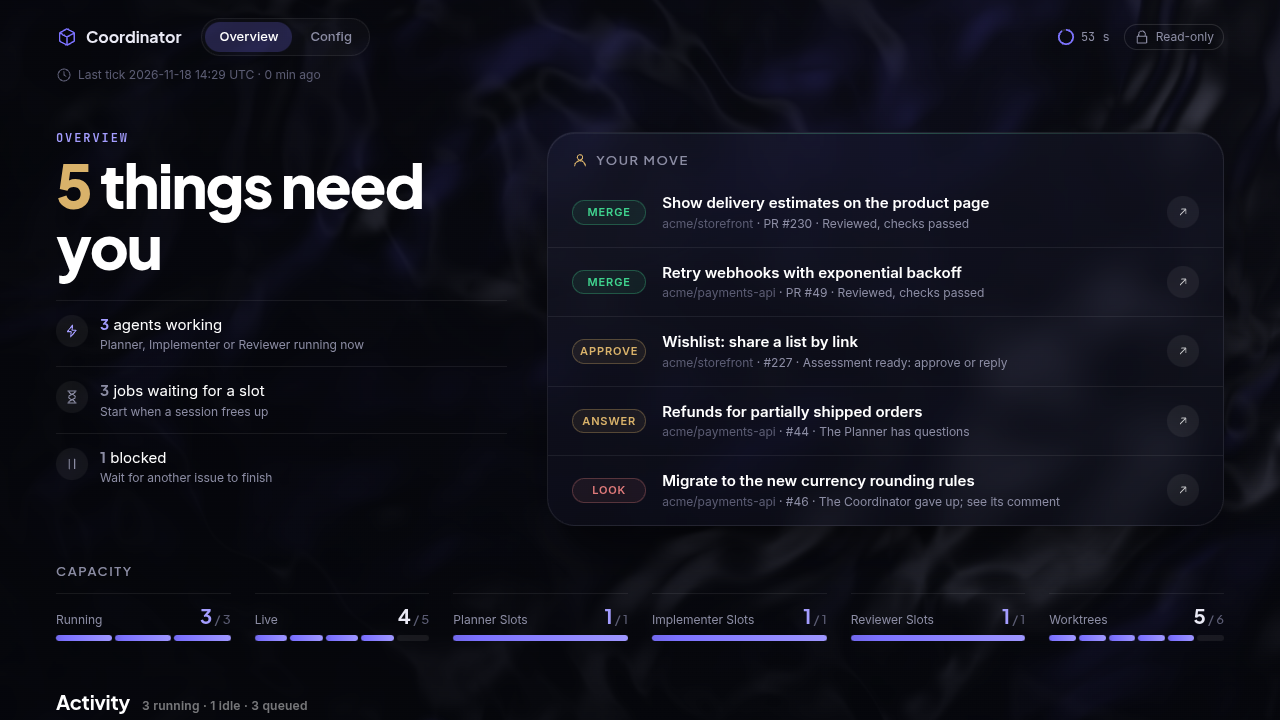 Coordinator
Overview
Config
53 s
Read-only
Last tick 2026-11-18 14:29 UTC · 0 min ago
OVERVIEW
5 things need
you
3 agents working
Planner, Implementer or Reviewer running now
3 jobs waiting for a slot
Start when a session frees up
1 blocked
Wait for another issue to finish
YOUR MOVE
MERGE
Show delivery estimates on the product page
acme/storefront · PR #230 · Reviewed, checks passed
MERGE
Retry webhooks with exponential backoff
acme/payments-api · PR #49 · Reviewed, checks passed
APPROVE
Wishlist: share a list by link
acme/storefront · #227 · Assessment ready: approve or reply
ANSWER
Refunds for partially shipped orders
acme/payments-api · #44 · The Planner has questions
LOOK
Migrate to the new currency rounding rules
acme/payments-api · #46 · The Coordinator gave up; see its comment
CAPACITY
Running 3 / 3
Live 4 / 5
Planner Slots 1 / 1
Implementer Slots 1 / 1
Reviewer Slots 1 / 1
Worktrees 5 / 6
Activity 3 running · 1 idle · 3 queued